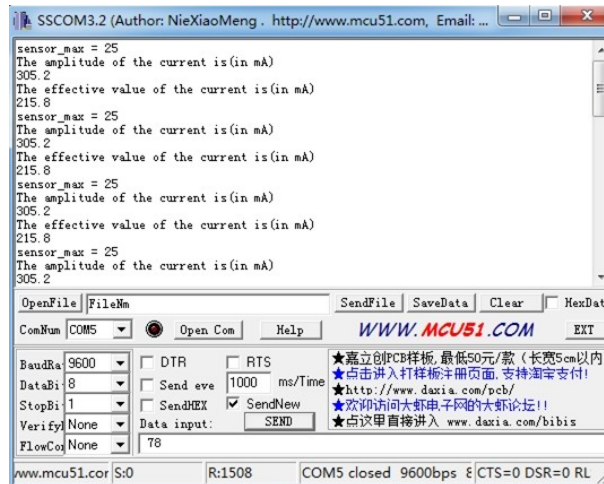 SSCOM3.2 (Author: NieXiaoMeng . http://www.mcu51.com, Email: ...
sensor_max = 25
The amplitude of the current is(in mA)
305.2
The effective value of the current is(in mA)
215.8
sensor_max = 25
The amplitude of the current is(in mA)
305.2
The effective value of the current is(in mA)
215.8
sensor_max = 25
The amplitude of the current is(in mA)
305.2
The effective value of the current is(in mA)
215.8
sensor_max = 25
The amplitude of the current is(in mA)
305.2
OpenFile FileNm SendFile SaveData Clear HexDat
ComNum COM5 Open Com Help WWW.MCU51.COM EXT
BaudRa 9600 DTR RTS
DataBi 8 Send eve 1000 ms/Time
StopBi 1 SendHEX SendNew
Verify None Data input: SEND
FlowCo None 78
★嘉立创PCB样板,最低50元/款（长宽5cm以内
★点击进入打样板注册页面,支持淘宝支付!
★http://www.daxia.com/pcb/
★欢迎访问大虾电子网的大虾论坛!!
★点这里直接进入 www.daxia.com/bibis
www.mcu51.cor S:0 R:1508 COM5 closed 9600bps 8 CTS=0 DSR=0 RL